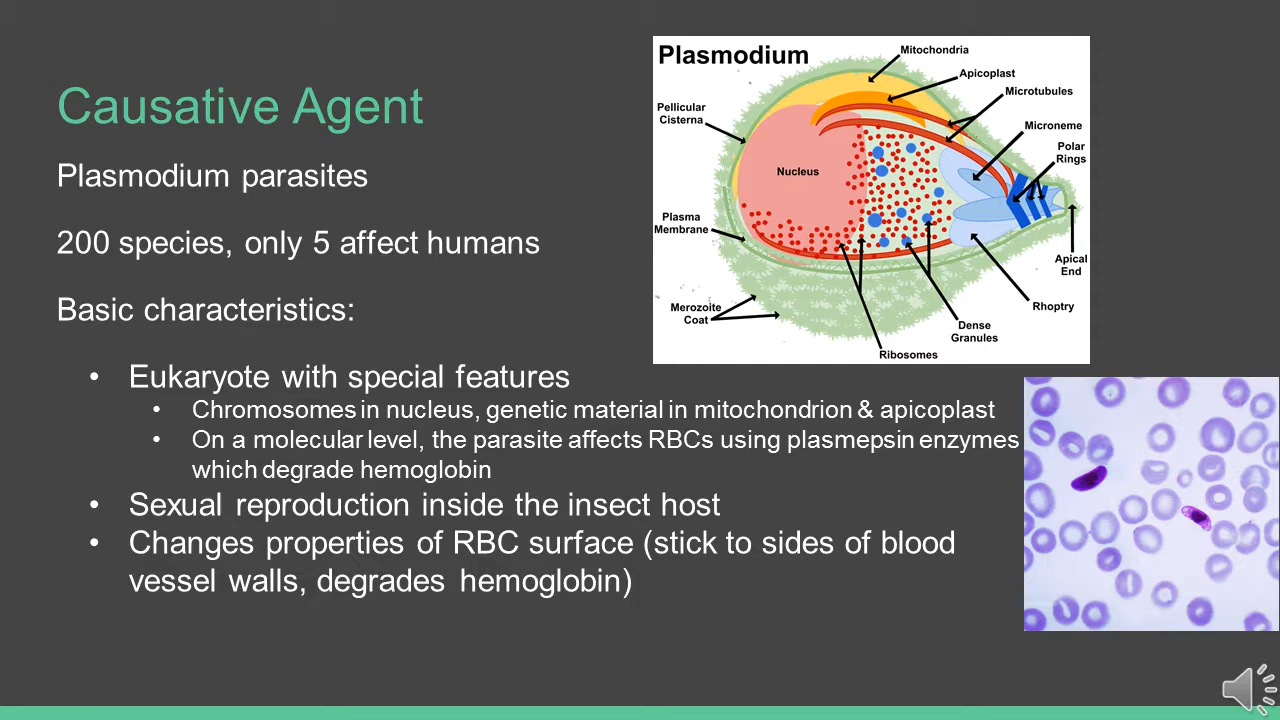 Causative Agent
Plasmodium parasites
200 species, only 5 affect humans
Basic characteristics:
• Eukaryote with special features
• Chromosomes in nucleus, genetic material in mitochondrion & apicoplast
• On a molecular level, the parasite affects RBCs using plasmepsin enzymes
which degrade hemoglobin
• Sexual reproduction inside the insect host
• Changes properties of RBC surface (stick to sides of blood
vessel walls, degrades hemoglobin)
Plasmodium
Mitochondria
Apicoplast
Microtubules
Microneme
Polar
Rings
Pellicular
Cisterna
Nucleus
Plasma
Membrane
Apical
End
Merozoite
Coat
Rhoptry
Dense
Granules
Ribosomes